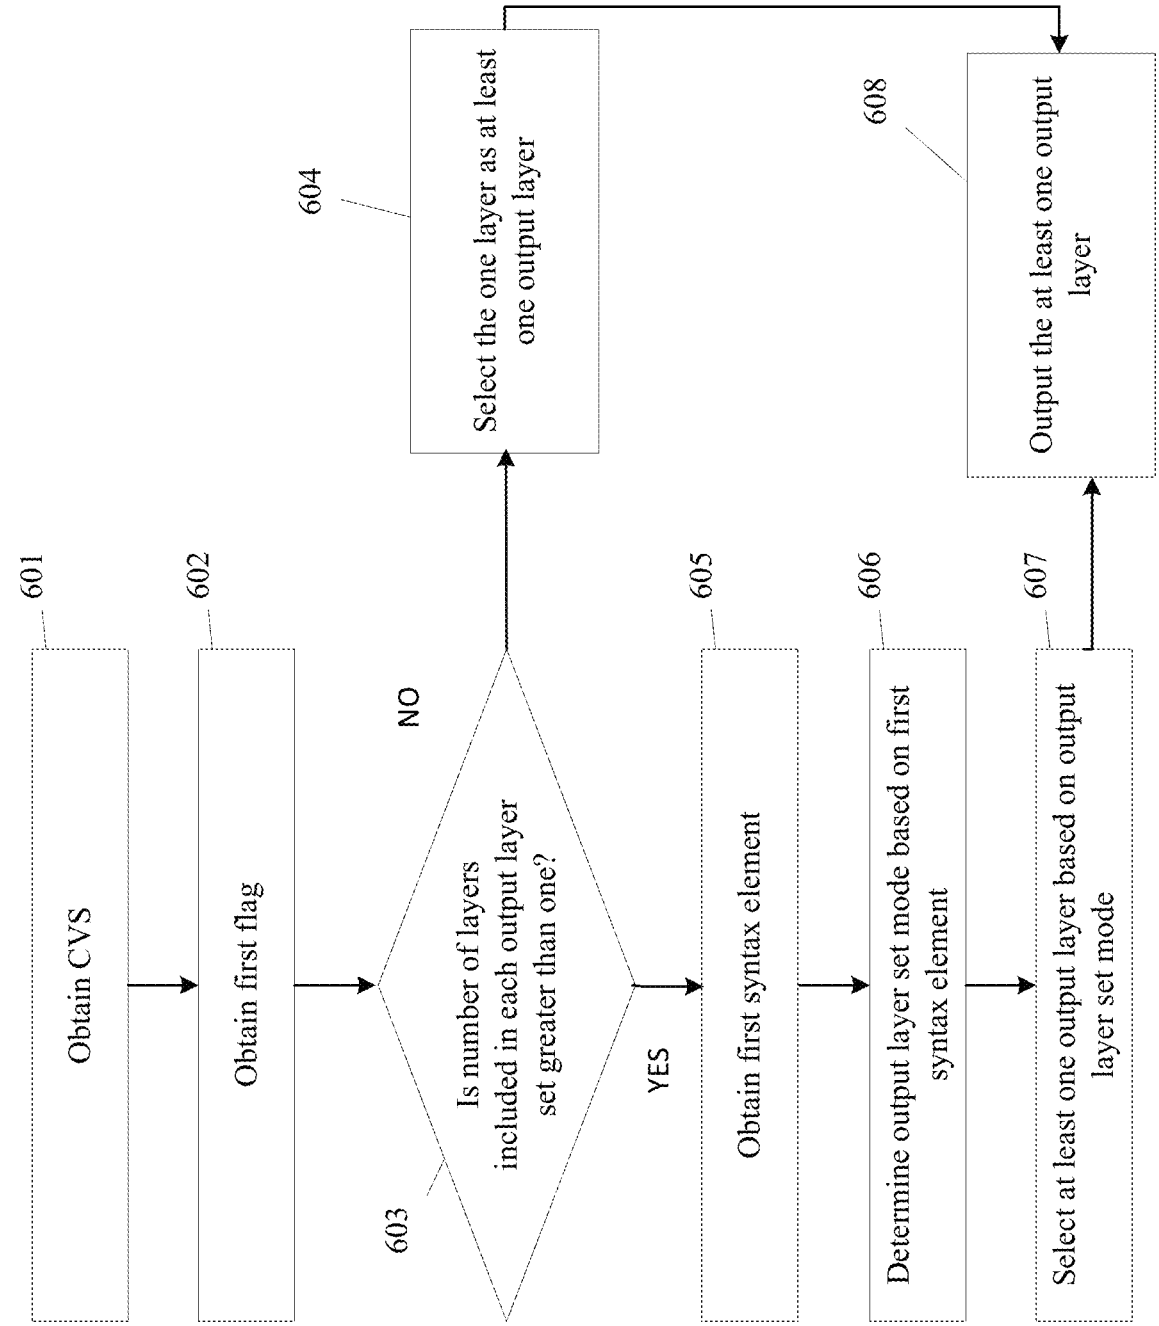 601
Obtain CVS
602
Obtain first flag
603
Is number of layers
included in each output layer
set greater than one?
NO
604
Select the one layer as at least
one output layer
YES
605
Obtain first syntax element
606
Determine output layer set mode based on first
syntax element
607
Select at least one output layer based on output
layer set mode
608
Output the at least one output
layer